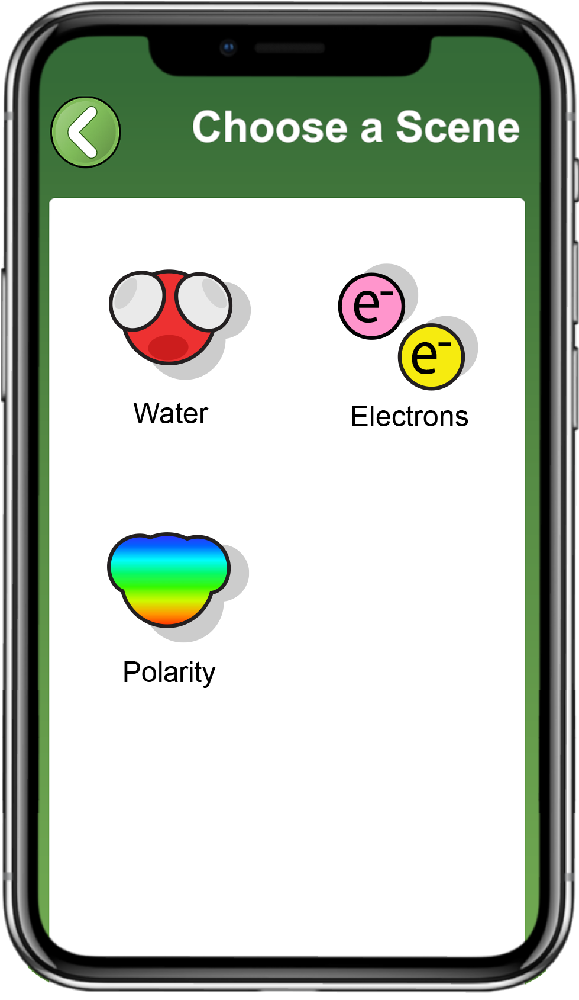 Choose a Scene
e-
e-
Water
Electrons
Polarity